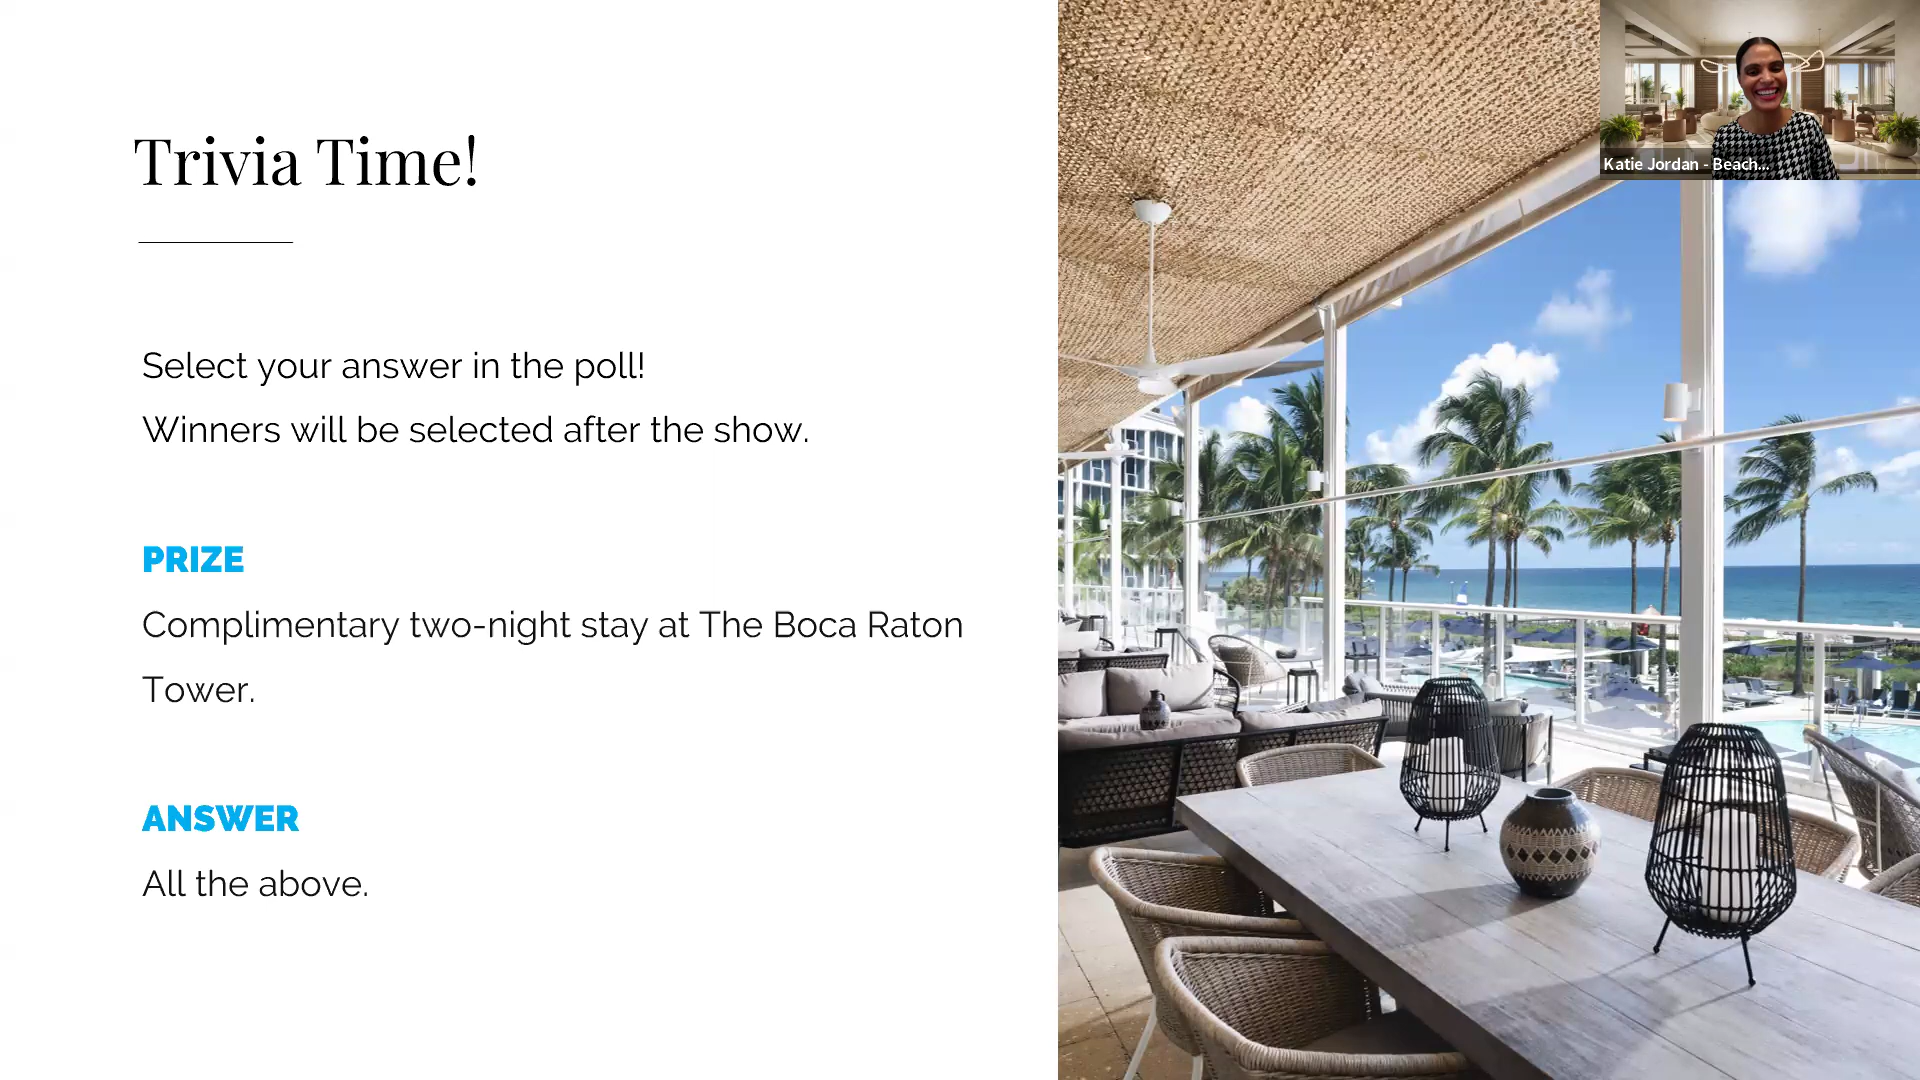 Trivia Time!
Select your answer in the poll!
Winners will be selected after the show.
PRIZE
Complimentary two-night stay at The Boca Raton
Tower.
ANSWER
All the above.
Katie Jordan - Beach...